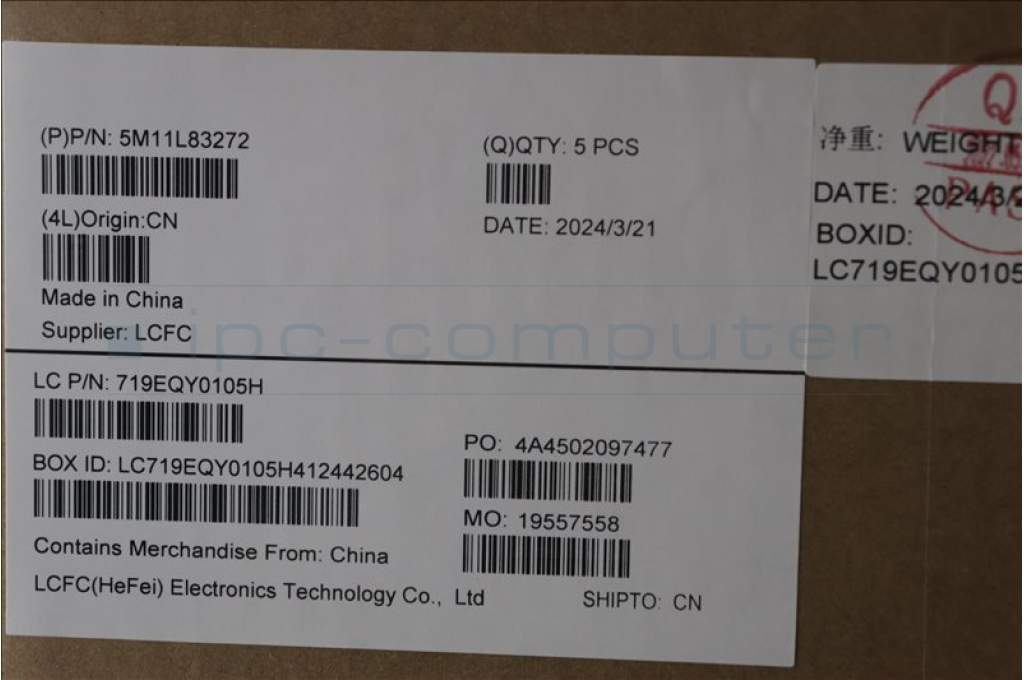 (P)P/N: 5M11L83272
(Q)QTY: 5 PCS
(4L)Origin:CN
DATE: 2024/3/21
Made in China
Supplier: LCFC
LC P/N: 719EQY0105H
PO: 4A4502097477
BOX ID: LC719EQY0105H412442604
MO: 19557558
Contains Merchandise From: China
LCFC(HeFei) Electronics Technology Co., Ltd
SHIPTO: CN
净重: WEIGHT
DATE: 2024/3/2
BOXID:
LC719EQY0105
Q
PAS
ipc-computer